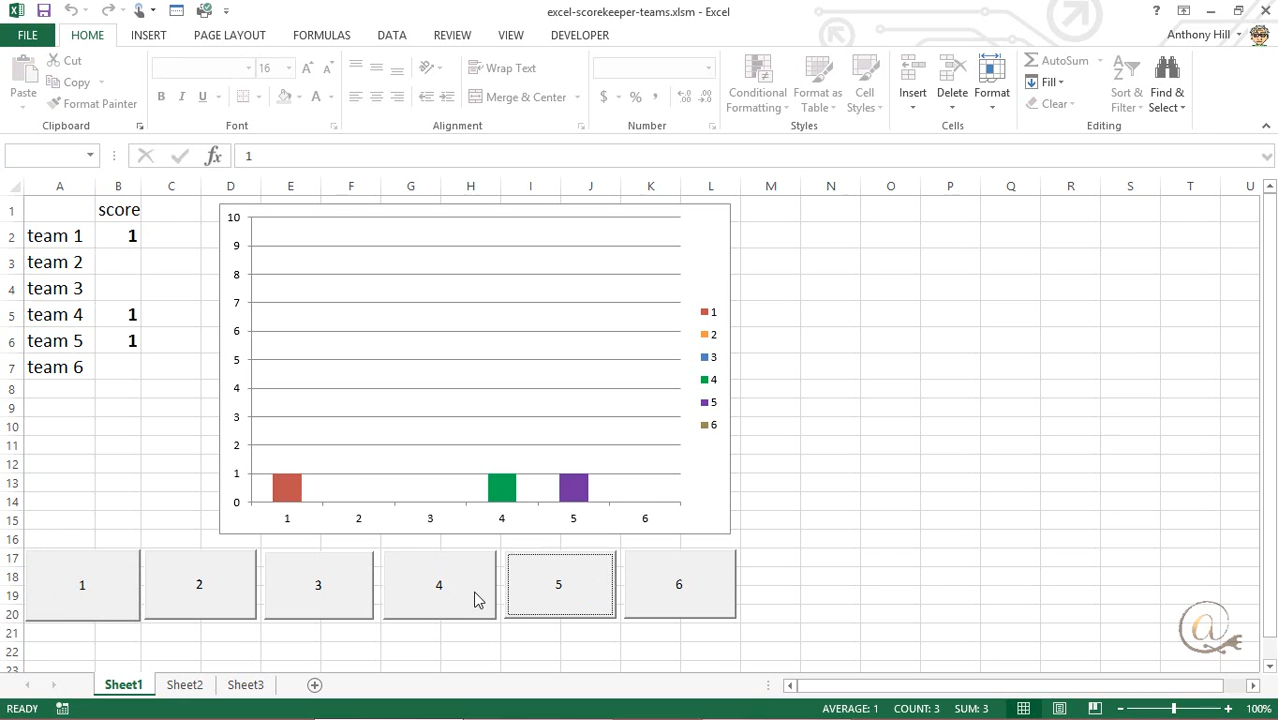 excel-scorekeeper-teams.xlsm - Excel
?
FILE HOME INSERT PAGE LAYOUT FORMULAS DATA REVIEW VIEW DEVELOPER Anthony Hill
Paste
Cut
Copy
Format Painter
Clipboard
16
B I U A
Font
Wrap Text
Merge & Center
Alignment
$ % ,
Number
Conditional Formatting
Format as Table
Cell Styles
Styles
Insert
Delete
Format
Cells
AutoSum
Fill
Clear
Sort & Filter
Find & Select
Editing
fx 1
A B C D E F G H I J K L M N O P Q R S T U
1 score
2 team 1 1
3 team 2
4 team 3
5 team 4 1
6 team 5 1
7 team 6
8
9
10
11
12
13
14
15
16
17
18
19
20
21
22
23
10
9
8
7
6
5
4
3
2
1
0
1 2 3 4 5 6
1
2
3
4
5
6
1 2 3 4 5 6
@
Sheet1 Sheet2 Sheet3
READY AVERAGE: 1 COUNT: 3 SUM: 3 100%